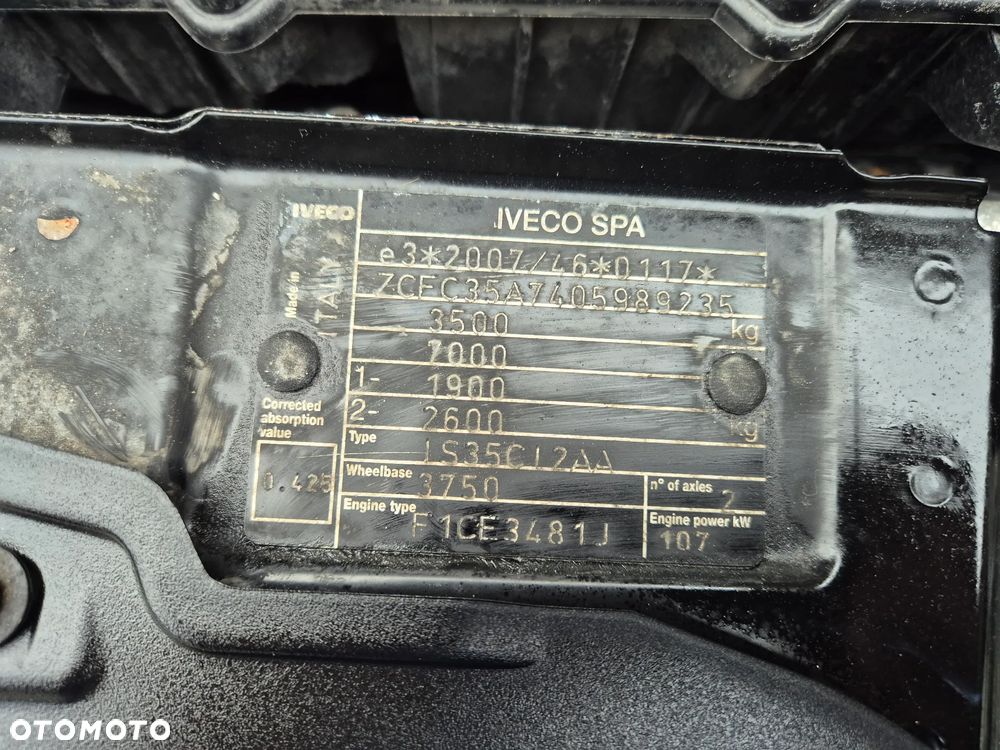 IVECO
IVECO SPA
Made in
ITALY
e3*2007/46*0117*
ZCFC35A7405989235
3500 kg
7000
1- 1900
2- 2600 kg
Corrected
absorption
value
0.425
Type
IS35CI2AA
Wheelbase
3750
n° of axles
2
Engine type
F1CE3481J
Engine power kW
107
OTOMOTO